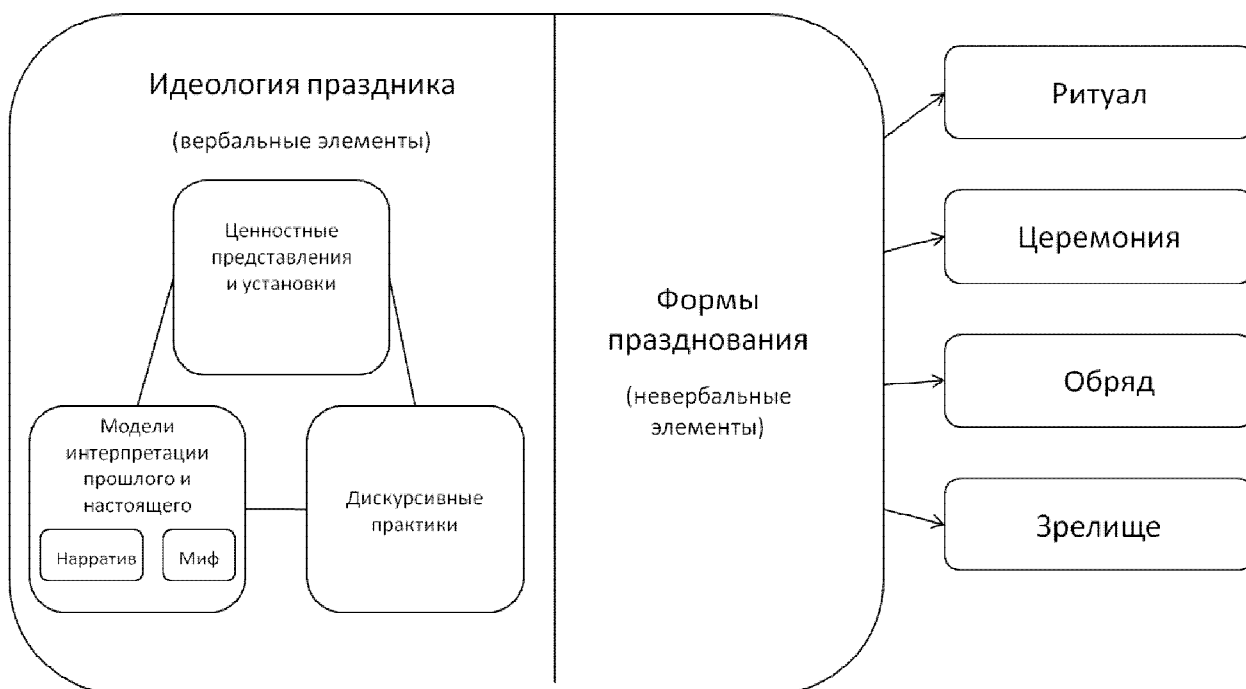 Идеология праздника
(вербальные элементы)
Ценностные
представления
и установки
Модели
интерпретации
прошлого и
настоящего
Нарратив
Миф
Дискурсивные
практики
Формы
празднования
(невербальные
элементы)
Ритуал
Церемония
Обряд
Зрелище